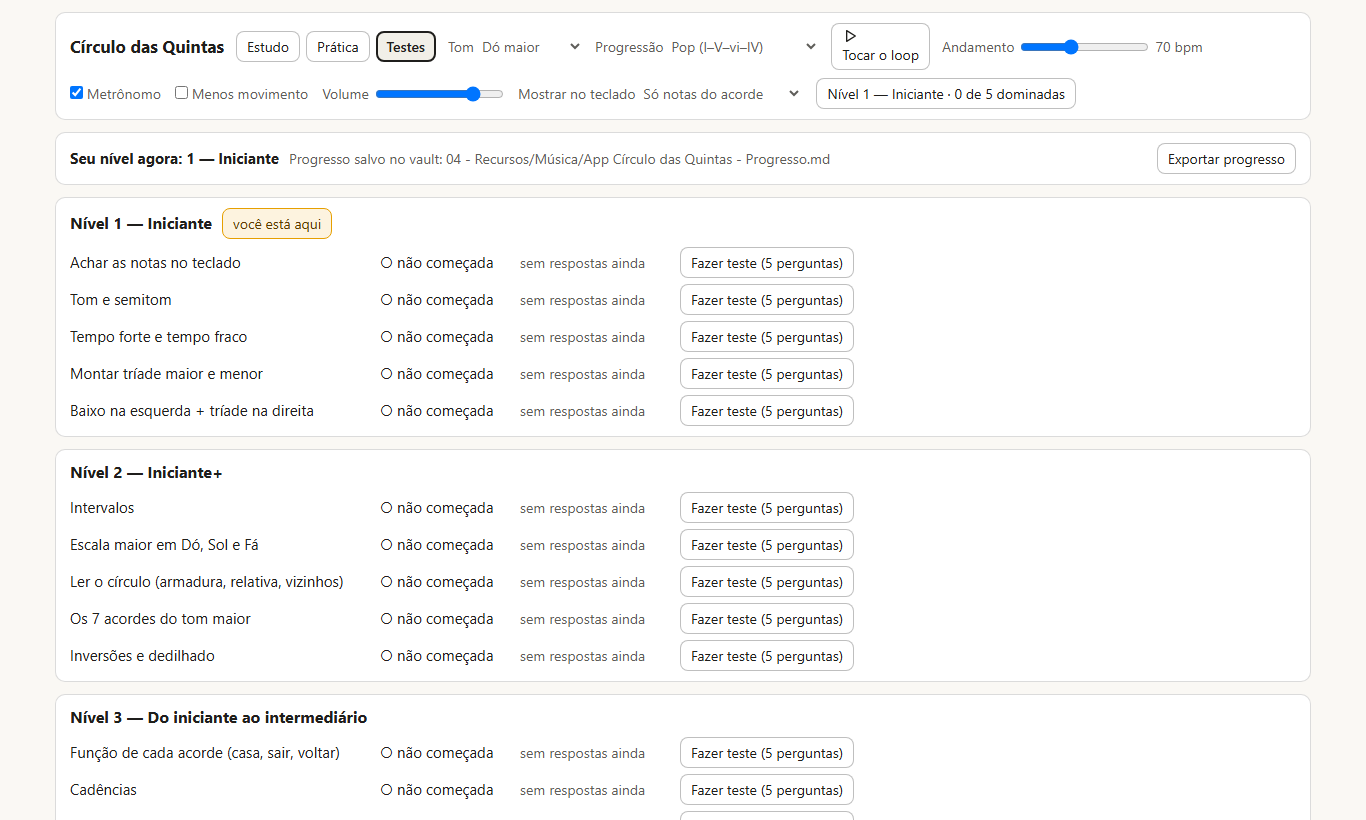 Círculo das Quintas Estudo Prática Testes Tom Dó maior Progressão Pop (I–V–vi–IV) Tocar o loop Andamento 70 bpm
Metrônomo Menos movimento Volume Mostrar no teclado Só notas do acorde Nível 1 — Iniciante · 0 de 5 dominadas
Seu nível agora: 1 — Iniciante Progresso salvo no vault: 04 - Recursos/Música/App Círculo das Quintas - Progresso.md Exportar progresso
Nível 1 — Iniciante você está aqui
Achar as notas no teclado não começada sem respostas ainda Fazer teste (5 perguntas)
Tom e semitom não começada sem respostas ainda Fazer teste (5 perguntas)
Tempo forte e tempo fraco não começada sem respostas ainda Fazer teste (5 perguntas)
Montar tríade maior e menor não começada sem respostas ainda Fazer teste (5 perguntas)
Baixo na esquerda + tríade na direita não começada sem respostas ainda Fazer teste (5 perguntas)
Nível 2 — Iniciante+
Intervalos não começada sem respostas ainda Fazer teste (5 perguntas)
Escala maior em Dó, Sol e Fá não começada sem respostas ainda Fazer teste (5 perguntas)
Ler o círculo (armadura, relativa, vizinhos) não começada sem respostas ainda Fazer teste (5 perguntas)
Os 7 acordes do tom maior não começada sem respostas ainda Fazer teste (5 perguntas)
Inversões e dedilhado não começada sem respostas ainda Fazer teste (5 perguntas)
Nível 3 — Do iniciante ao intermediário
Função de cada acorde (casa, sair, voltar) não começada sem respostas ainda Fazer teste (5 perguntas)
Cadências não começada sem respostas ainda Fazer teste (5 perguntas)